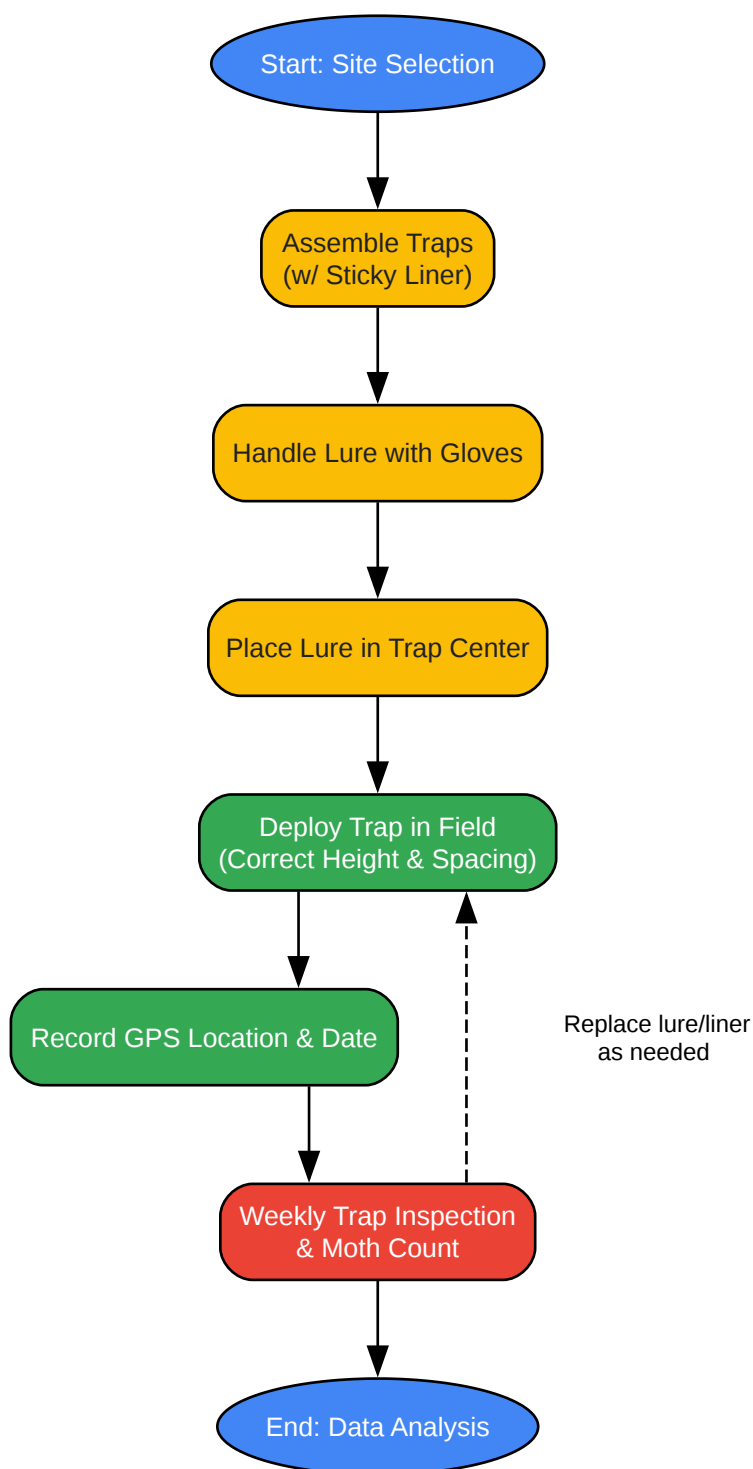 Start: Site Selection
Assemble Traps
(w/ Sticky Liner)
Handle Lure with Gloves
Place Lure in Trap Center
Deploy Trap in Field
(Correct Height & Spacing)
Record GPS Location & Date
Replace lure/liner
as needed
Weekly Trap Inspection
& Moth Count
End: Data Analysis